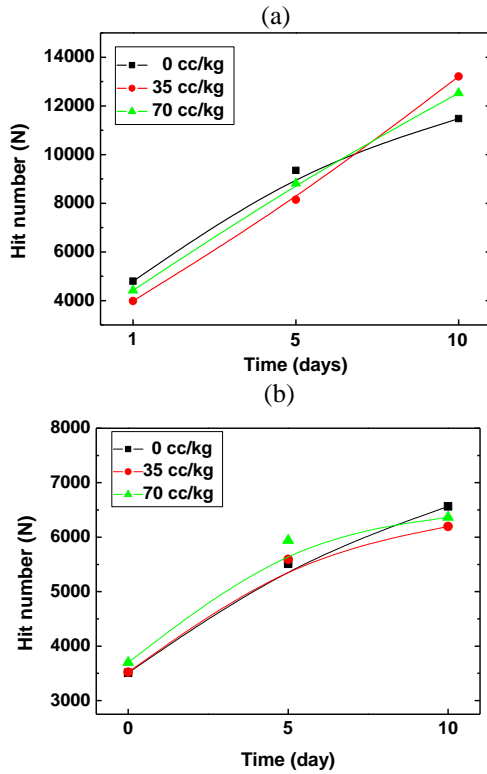 (a)
14000
12000
10000
8000
6000
4000
Hit number (N)
0 cc/kg
35 cc/kg
70 cc/kg
1
5
10
Time (days)
(b)
8000
7000
6000
5000
4000
3000
Hit number (N)
0 cc/kg
35 cc/kg
70 cc/kg
0
5
10
Time (day)